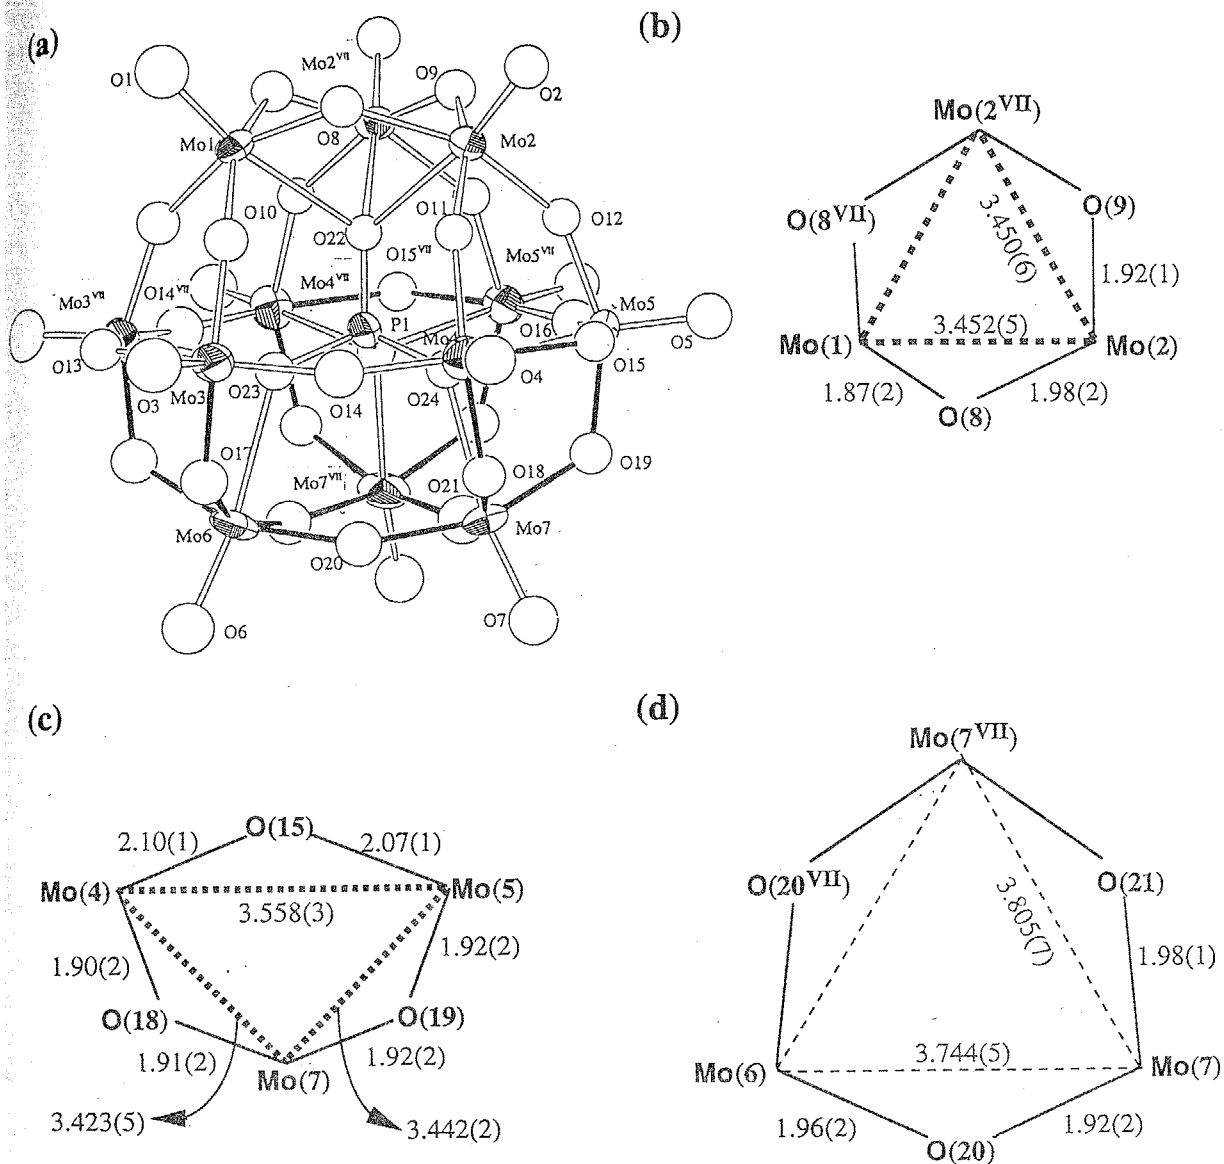 (a)
Mo2VII
O9
O1
O2
O8
Mo1
Mo2
O10
O11
O12
O22
O15VII
Mo5VII
Mo4VII
O14VII
Mo3VII
Mo5
P1
O16
Mo4
O13
O15
O5
O3
Mo3
O23
O14
O24
O4
O17
O18
O19
Mo7VII
O21
Mo6
Mo7
O20
O6
O7
(b)
Mo(2VII)
O(8VII)
3.450(6)
O(9)
1.92(1)
3.452(5)
Mo(1)
Mo(2)
1.87(2)
1.98(2)
O(8)
(c)
O(15)
2.10(1)
2.07(1)
Mo(4)
Mo(5)
3.558(3)
1.90(2)
1.92(2)
O(18)
O(19)
1.91(2)
1.92(2)
Mo(7)
3.423(5)
3.442(2)
(d)
Mo(7VII)
O(20VII)
O(21)
3.805(7)
1.98(1)
3.744(5)
Mo(6)
Mo(7)
1.96(2)
1.92(2)
O(20)